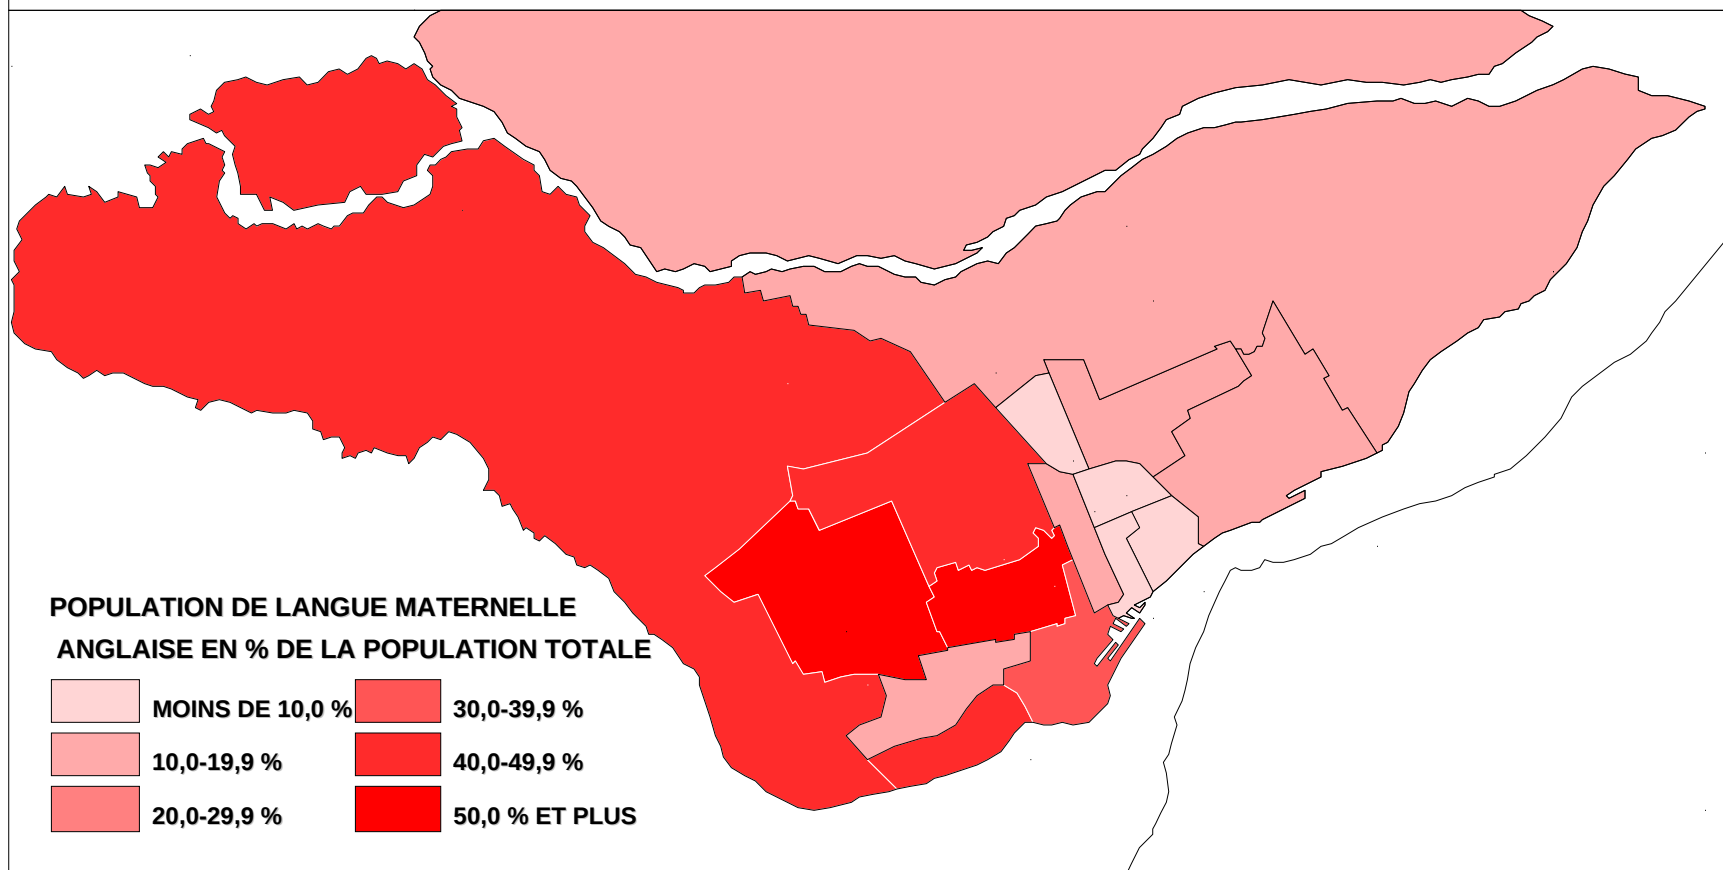 POPULATION DE LANGUE MATERNELLE
ANGLAISE EN % DE LA POPULATION TOTALE
MOINS DE 10,0 %
10,0-19,9 %
20,0-29,9 %
30,0-39,9 %
40,0-49,9 %
50,0 % ET PLUS